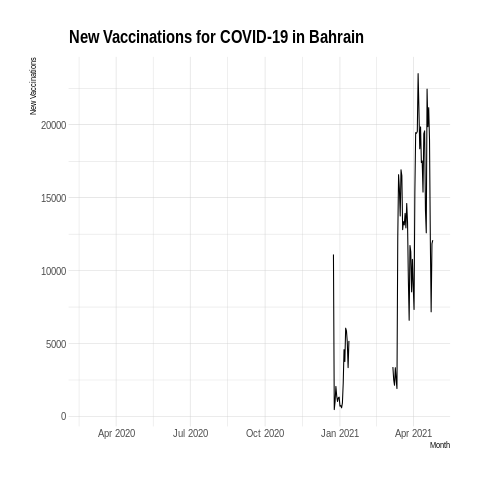 New Vaccinations for COVID-19 in Bahrain
New Vaccinations
20000
15000
10000
5000
0
Apr 2020 Jul 2020 Oct 2020 Jan 2021 Apr 2021
Month